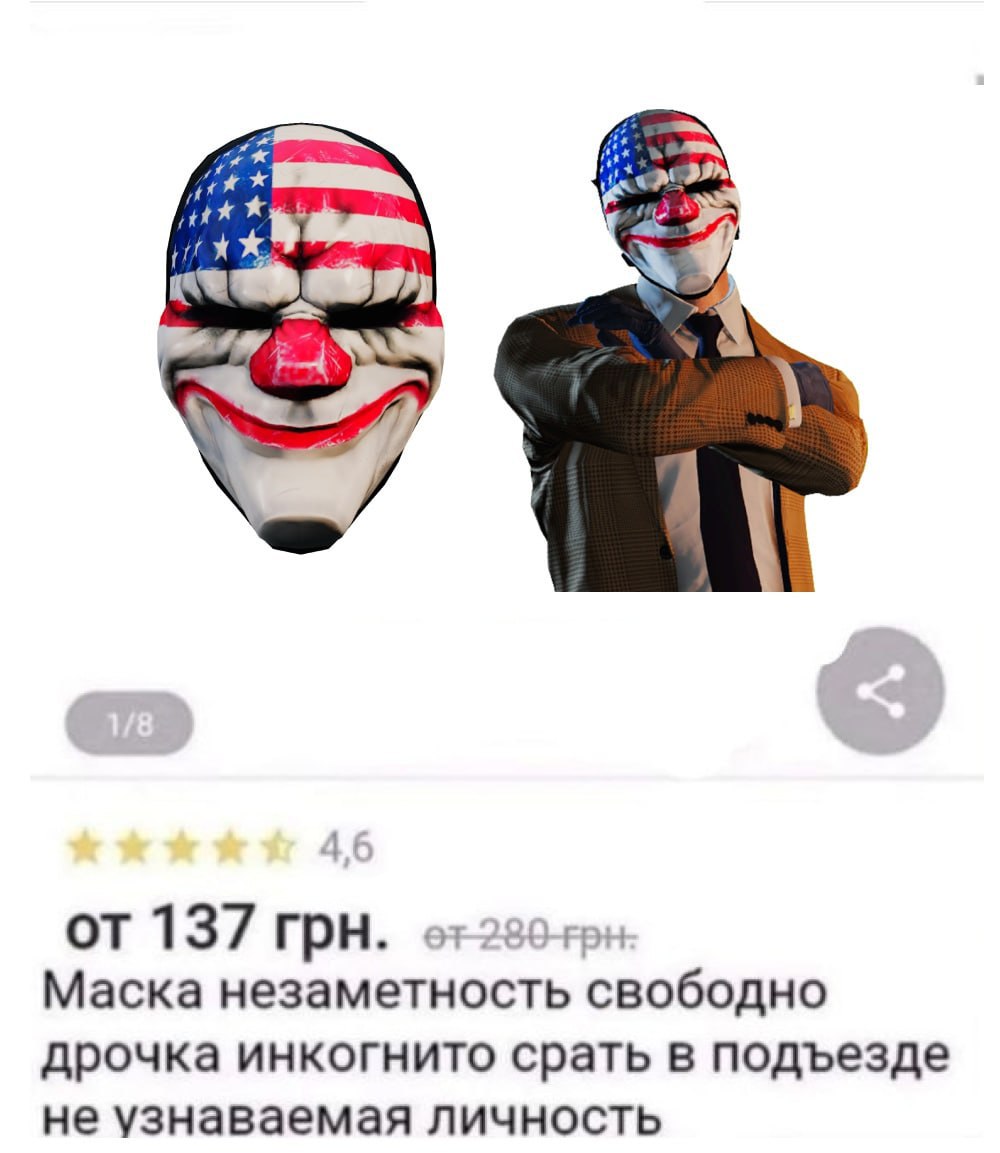 1/8
4,6
от 137 грн. от 280 грн.
Маска незаметность свободно
дрочка инкогнито срать в подъезде
не узнаваемая личность